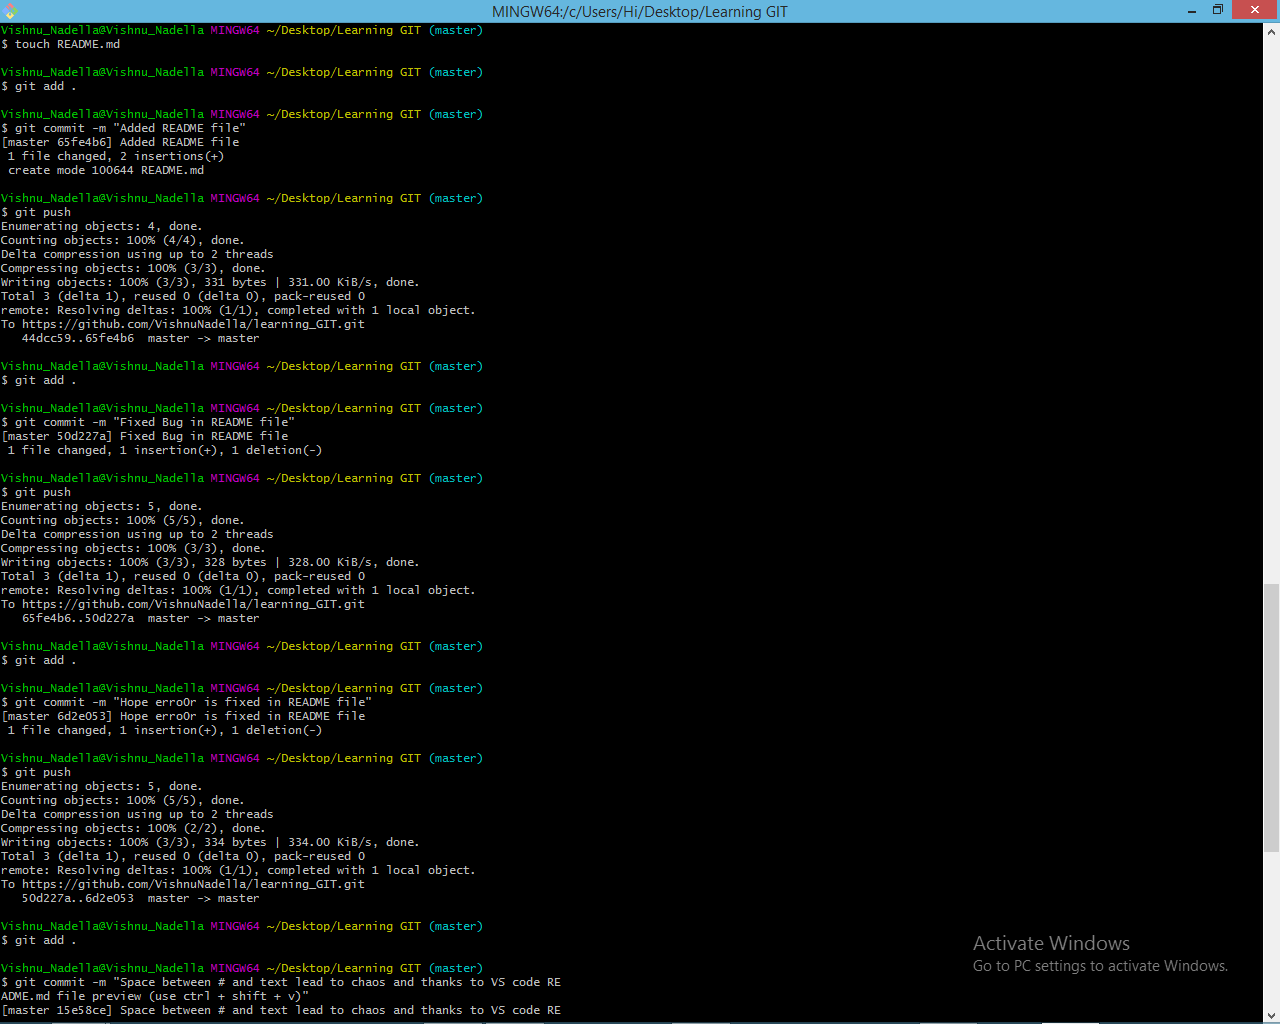 MINGW64:/c/Users/Hi/Desktop/Learning GIT
Vishnu_Nadella@Vishnu_Nadella MINGW64 ~/Desktop/Learning GIT (master)
$ touch README.md
Vishnu_Nadella@Vishnu_Nadella MINGW64 ~/Desktop/Learning GIT (master)
$ git add .
Vishnu_Nadella@Vishnu_Nadella MINGW64 ~/Desktop/Learning GIT (master)
$ git commit -m "Added README file"
[master 65fe4b6] Added README file
 1 file changed, 2 insertions(+)
 create mode 100644 README.md
Vishnu_Nadella@Vishnu_Nadella MINGW64 ~/Desktop/Learning GIT (master)
$ git push
Enumerating objects: 4, done.
Counting objects: 100% (4/4), done.
Delta compression using up to 2 threads
Compressing objects: 100% (3/3), done.
Writing objects: 100% (3/3), 331 bytes | 331.00 KiB/s, done.
Total 3 (delta 1), reused 0 (delta 0), pack-reused 0
remote: Resolving deltas: 100% (1/1), completed with 1 local object.
To https://github.com/VishnuNadella/learning_GIT.git
   44dcc59..65fe4b6  master -> master
Vishnu_Nadella@Vishnu_Nadella MINGW64 ~/Desktop/Learning GIT (master)
$ git add .
Vishnu_Nadella@Vishnu_Nadella MINGW64 ~/Desktop/Learning GIT (master)
$ git commit -m "Fixed Bug in README file"
[master 50d227a] Fixed Bug in README file
 1 file changed, 1 insertion(+), 1 deletion(-)
Vishnu_Nadella@Vishnu_Nadella MINGW64 ~/Desktop/Learning GIT (master)
$ git push
Enumerating objects: 5, done.
Counting objects: 100% (5/5), done.
Delta compression using up to 2 threads
Compressing objects: 100% (3/3), done.
Writing objects: 100% (3/3), 328 bytes | 328.00 KiB/s, done.
Total 3 (delta 1), reused 0 (delta 0), pack-reused 0
remote: Resolving deltas: 100% (1/1), completed with 1 local object.
To https://github.com/VishnuNadella/learning_GIT.git
   65fe4b6..50d227a  master -> master
Vishnu_Nadella@Vishnu_Nadella MINGW64 ~/Desktop/Learning GIT (master)
$ git add .
Vishnu_Nadella@Vishnu_Nadella MINGW64 ~/Desktop/Learning GIT (master)
$ git commit -m "Hope erro0r is fixed in README file"
[master 6d2e053] Hope erro0r is fixed in README file
 1 file changed, 1 insertion(+), 1 deletion(-)
Vishnu_Nadella@Vishnu_Nadella MINGW64 ~/Desktop/Learning GIT (master)
$ git push
Enumerating objects: 5, done.
Counting objects: 100% (5/5), done.
Delta compression using up to 2 threads
Compressing objects: 100% (2/2), done.
Writing objects: 100% (3/3), 334 bytes | 334.00 KiB/s, done.
Total 3 (delta 1), reused 0 (delta 0), pack-reused 0
remote: Resolving deltas: 100% (1/1), completed with 1 local object.
To https://github.com/VishnuNadella/learning_GIT.git
   50d227a..6d2e053  master -> master
Vishnu_Nadella@Vishnu_Nadella MINGW64 ~/Desktop/Learning GIT (master)
$ git add .
Vishnu_Nadella@Vishnu_Nadella MINGW64 ~/Desktop/Learning GIT (master)
$ git commit -m "Space between # and text lead to chaos and thanks to VS code RE
ADME.md file preview (use ctrl + shift + v)"
[master 15e58ce] Space between # and text lead to chaos and thanks to VS code RE
Activate Windows
Go to PC settings to activate Windows.